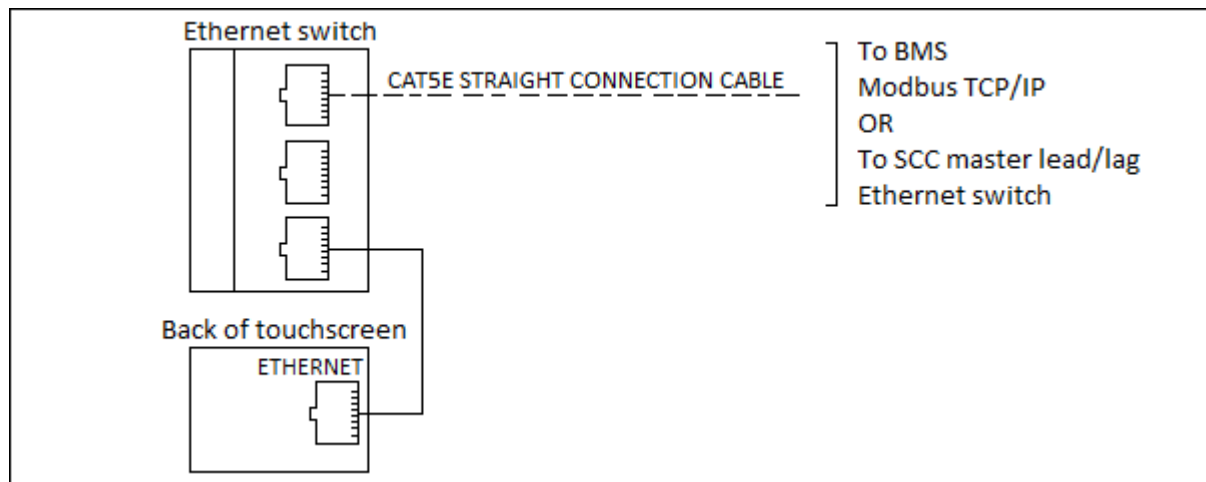 Ethernet switch
CAT5E STRAIGHT CONNECTION CABLE
To BMS
Modbus TCP/IP
OR
To SCC master lead/lag
Ethernet switch
Back of touchscreen
ETHERNET